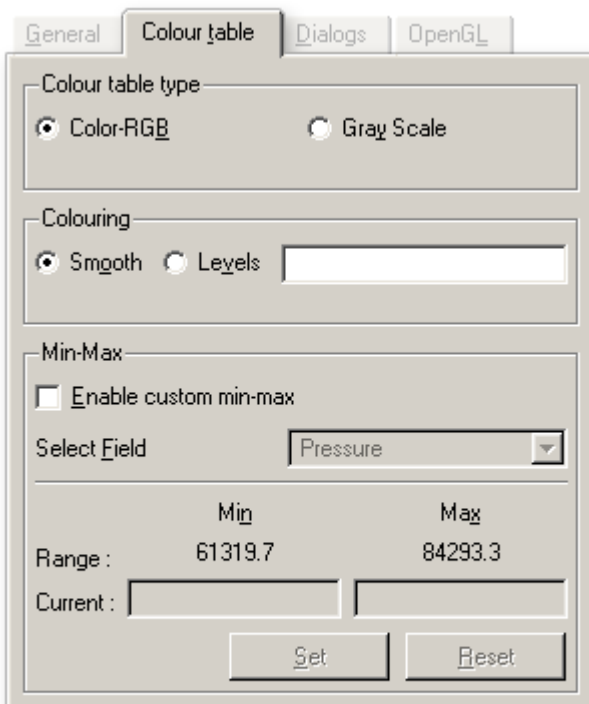 General Colour table Dialogs OpenGL
Colour table type
Color-RGB Gray Scale
Colouring
Smooth Levels
Min-Max
Enable custom min-max
Select Field Pressure
Min Max
Range : 61319.7 84293.3
Current :
Set Reset